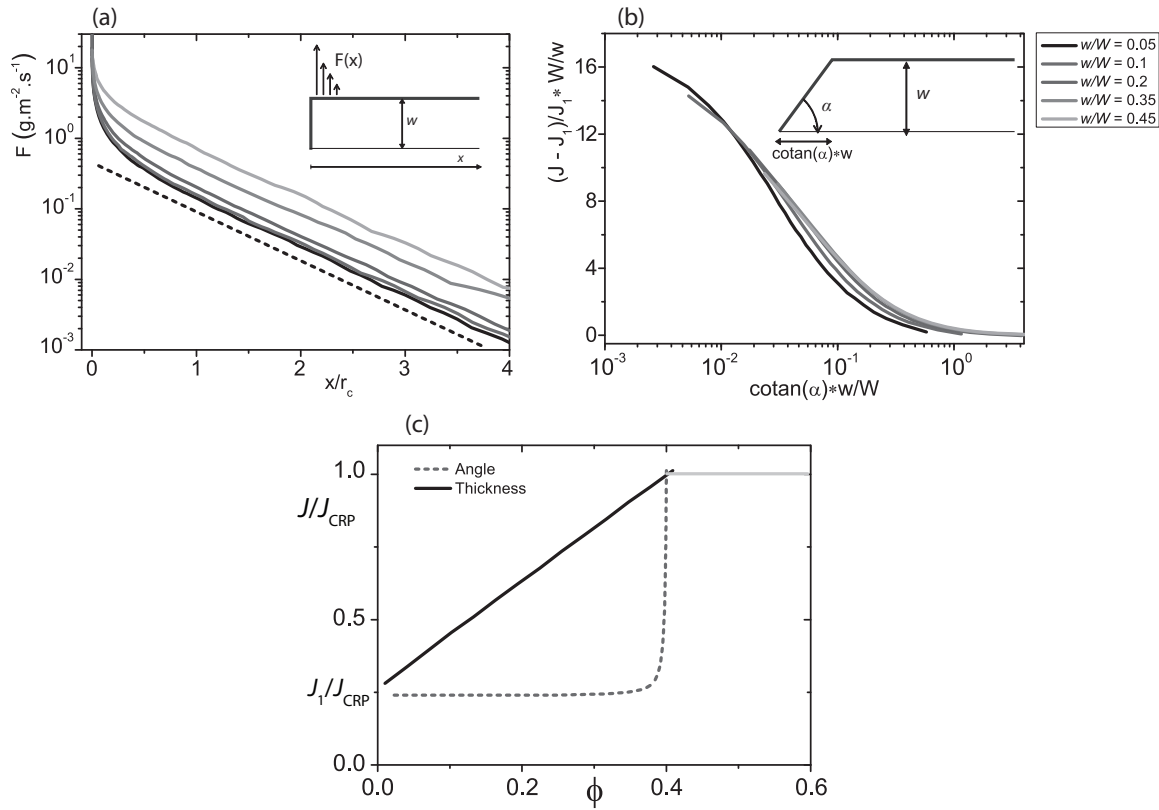 (a)
F (g.m⁻².s⁻¹)
10¹
10⁰
10⁻¹
10⁻²
10⁻³
0 1 2 3 4
x/r_c
F(x)
w
x
(b)
(J - J₁)/J₁* W/w
16
12
8
4
0
10⁻³ 10⁻² 10⁻¹ 10⁰
cotan(α)*w/W
α
w
cotan(α)*w
w/W = 0.05
w/W = 0.1
w/W = 0.2
w/W = 0.35
w/W = 0.45
(c)
Angle
Thickness
1.0
J/J_CRP
0.5
J₁/J_CRP
0.0
0.0 0.2 0.4 0.6
ϕ